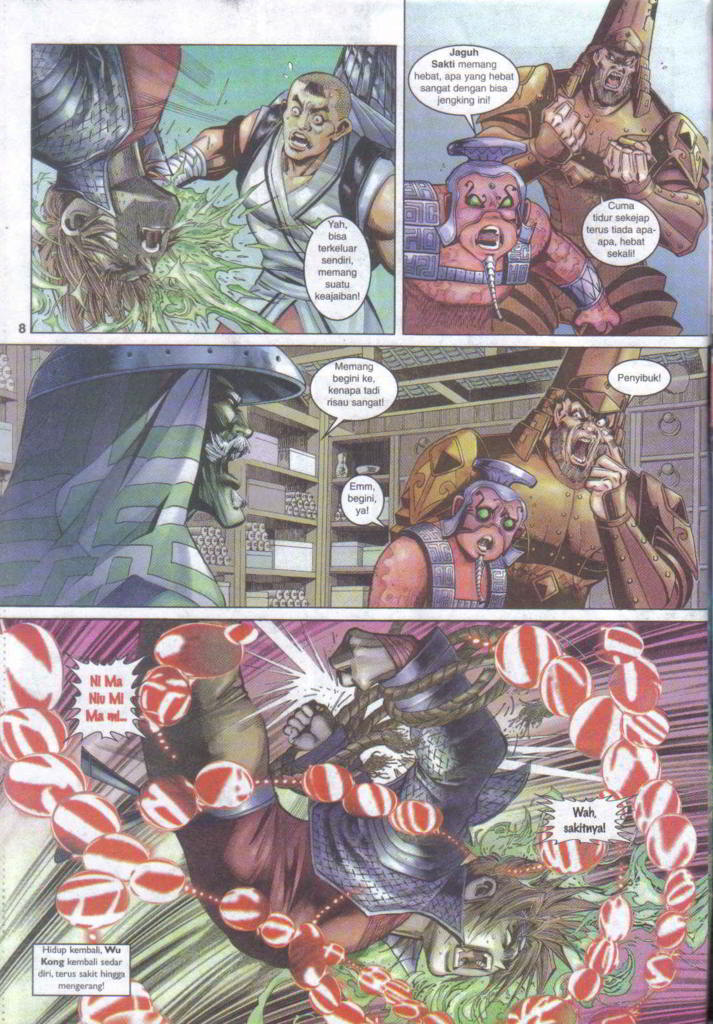 Yah,
bisa
terkeluar
sendiri,
memang
suatu
keajaiban!
Jaguh
Sakti memang
hebat, apa yang hebat
sangat dengan bisa
jengking ini!
Cuma
tidur sekejap
terus tiada apa-
apa, hebat
sekali!
8
Memang
begini ke,
kenapa tadi
risau sangat!
Penyibuk!
Emm,
begini,
ya!
Ni Ma
Niu Mi
Ma mi...
Wah,
sakitnya!
Hidup kembali, Wu
Kong kembali sedar
diri, terus sakit hingga
mengerang!